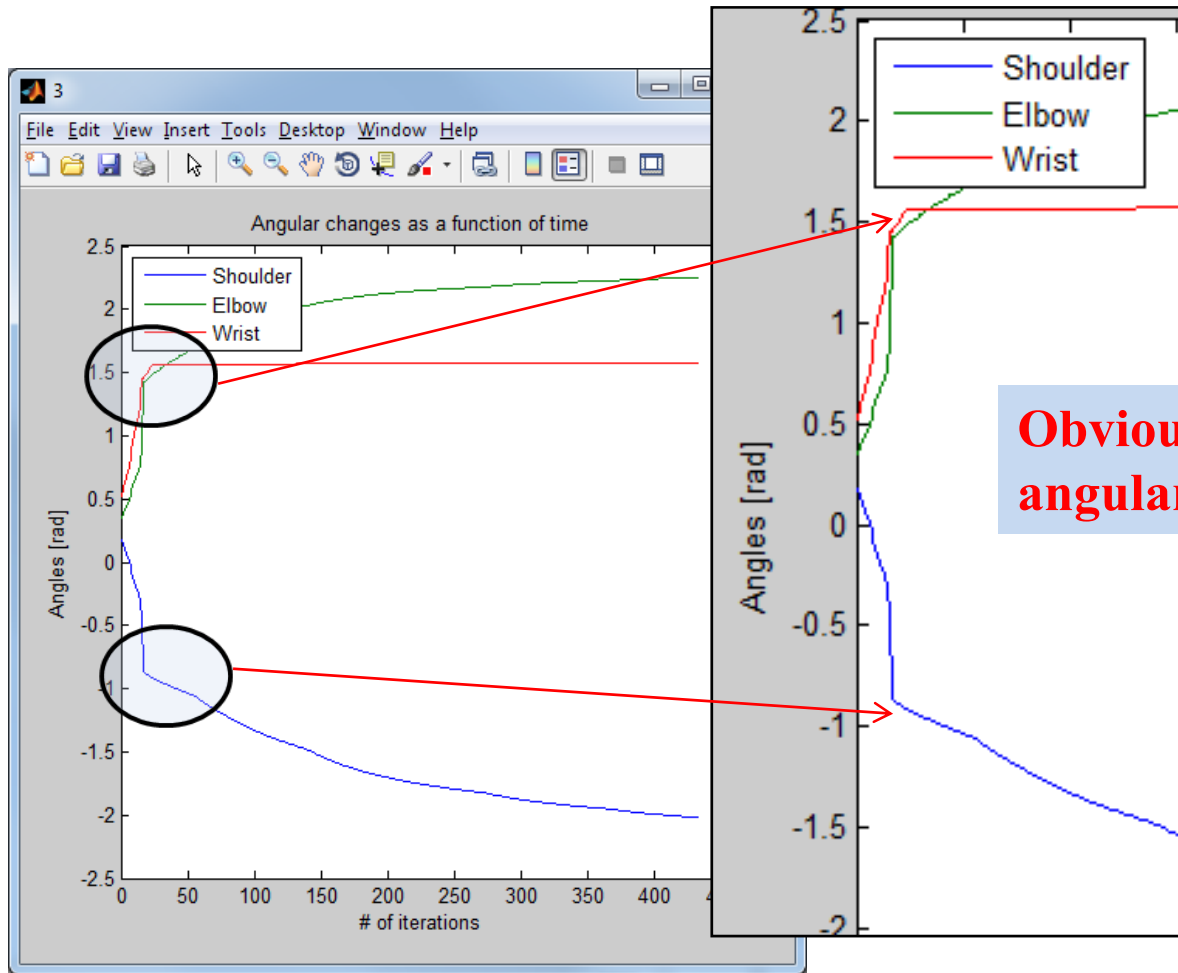 3
File Edit View Insert Tools Desktop Window Help
Angular changes as a function of time
Shoulder
Elbow
Wrist
2.5
2
1.5
1
0.5
0
-0.5
-1
-1.5
-2
-2.5
Angles [rad]
0 50 100 150 200 250 300 350 400
# of iterations
2.5
2
1.5
1
0.5
0
-0.5
-1
-1.5
-2
Angles [rad]
Shoulder
Elbow
Wrist
angular